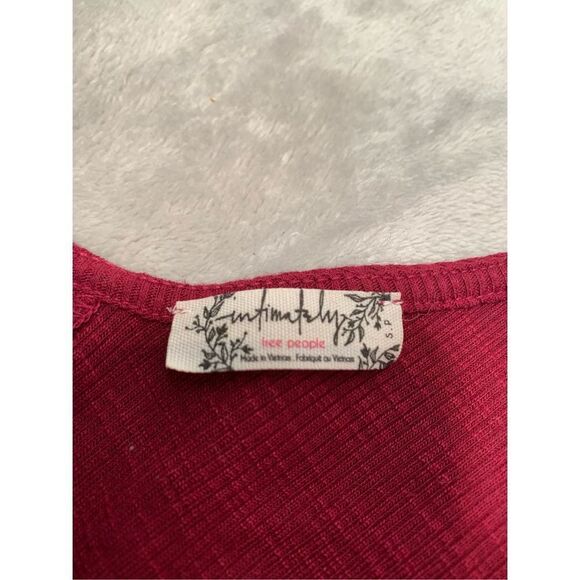 intimately
free people
Made in Vietnam . Fabriqué au Vietnam
S.P